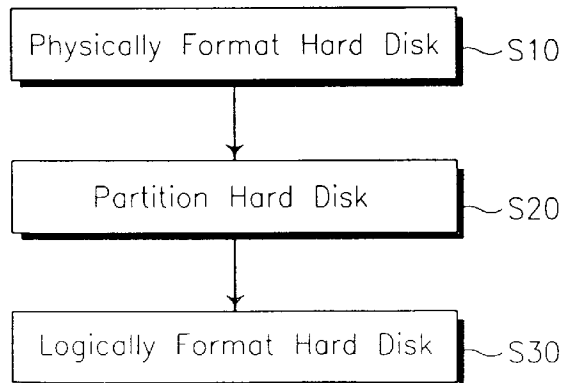 Physically Format Hard Disk S10
Partition Hard Disk S20
Logically Format Hard Disk S30